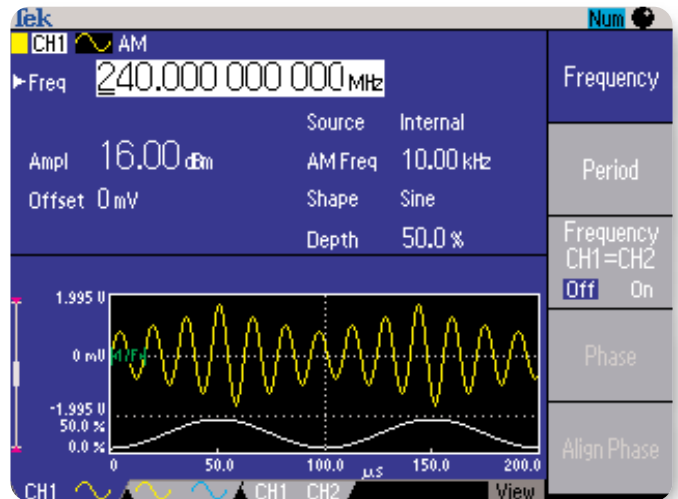 Tek
Num
CH1 AM
Freq 240.000 000 000 MHz
Source Internal
Ampl 16.00 dBm
AM Freq 10.00 kHz
Offset 0 mV
Shape Sine
Depth 50.0 %
Frequency
Period
Frequency
CH1=CH2
Off On
Phase
Align Phase
1.995 V
0 mV
-1.995 V
50.0 %
0.0 %
0 50.0 100.0 µs 150.0 200.0
CH1 CH1 CH2 View